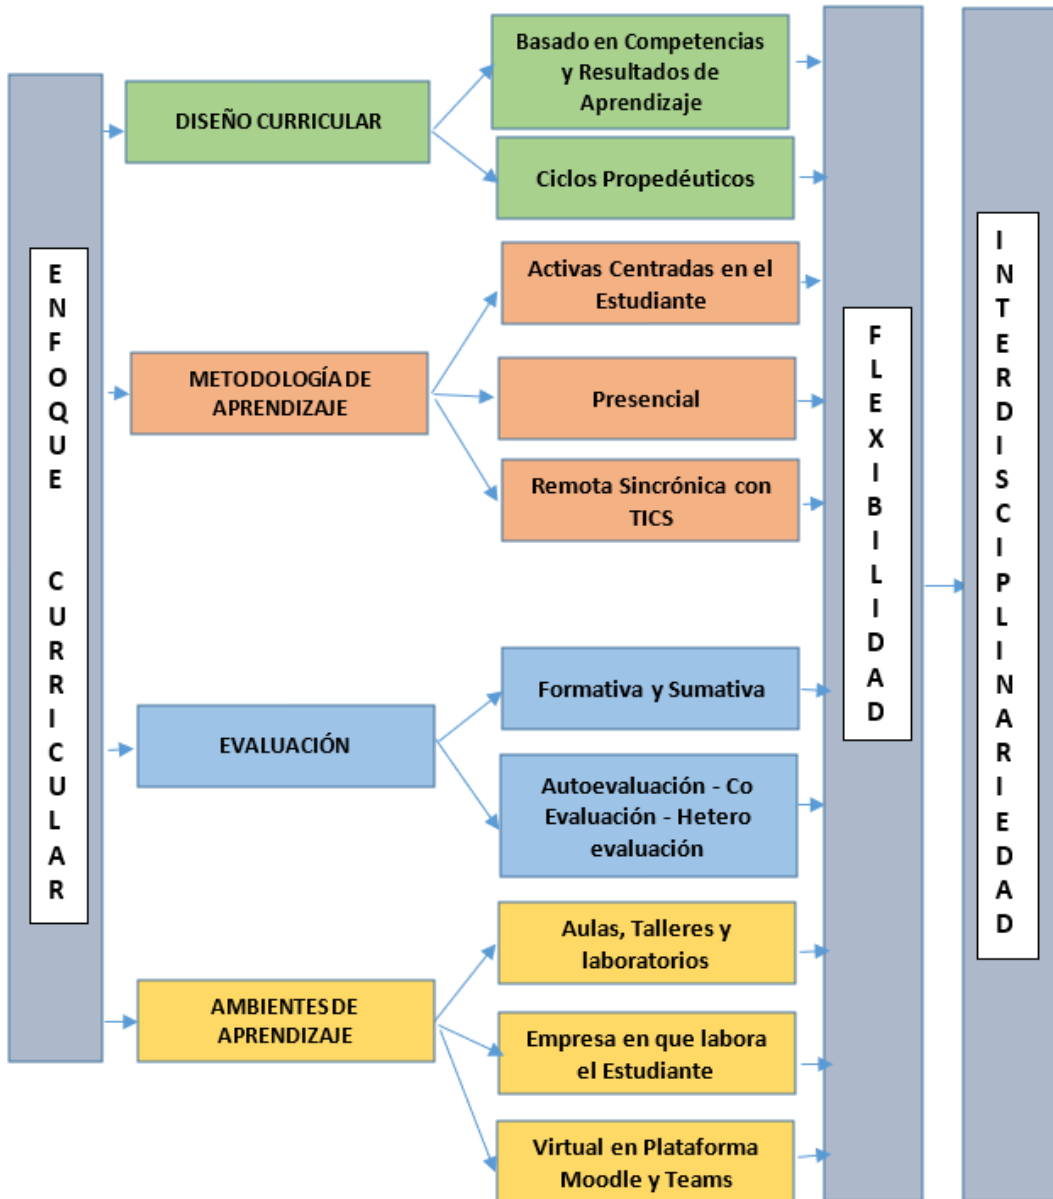 ENFOQUE CURRICULAR
DISEÑO CURRICULAR
Basado en Competencias
y Resultados de
Aprendizaje
Ciclos Propedéuticos
METODOLOGÍA DE
APRENDIZAJE
Activas Centradas en el
Estudiante
Presencial
Remota Sincrónica con
TICS
EVALUACIÓN
Formativa y Sumativa
Autoevaluación - Co
Evaluación - Hetero
evaluación
AMBIENTES DE
APRENDIZAJE
Aulas, Talleres y
laboratorios
Empresa en que labora
el Estudiante
Virtual en Plataforma
Moodle y Teams
FLEXIBILIDAD
INTERDISCIPLINARIEDAD